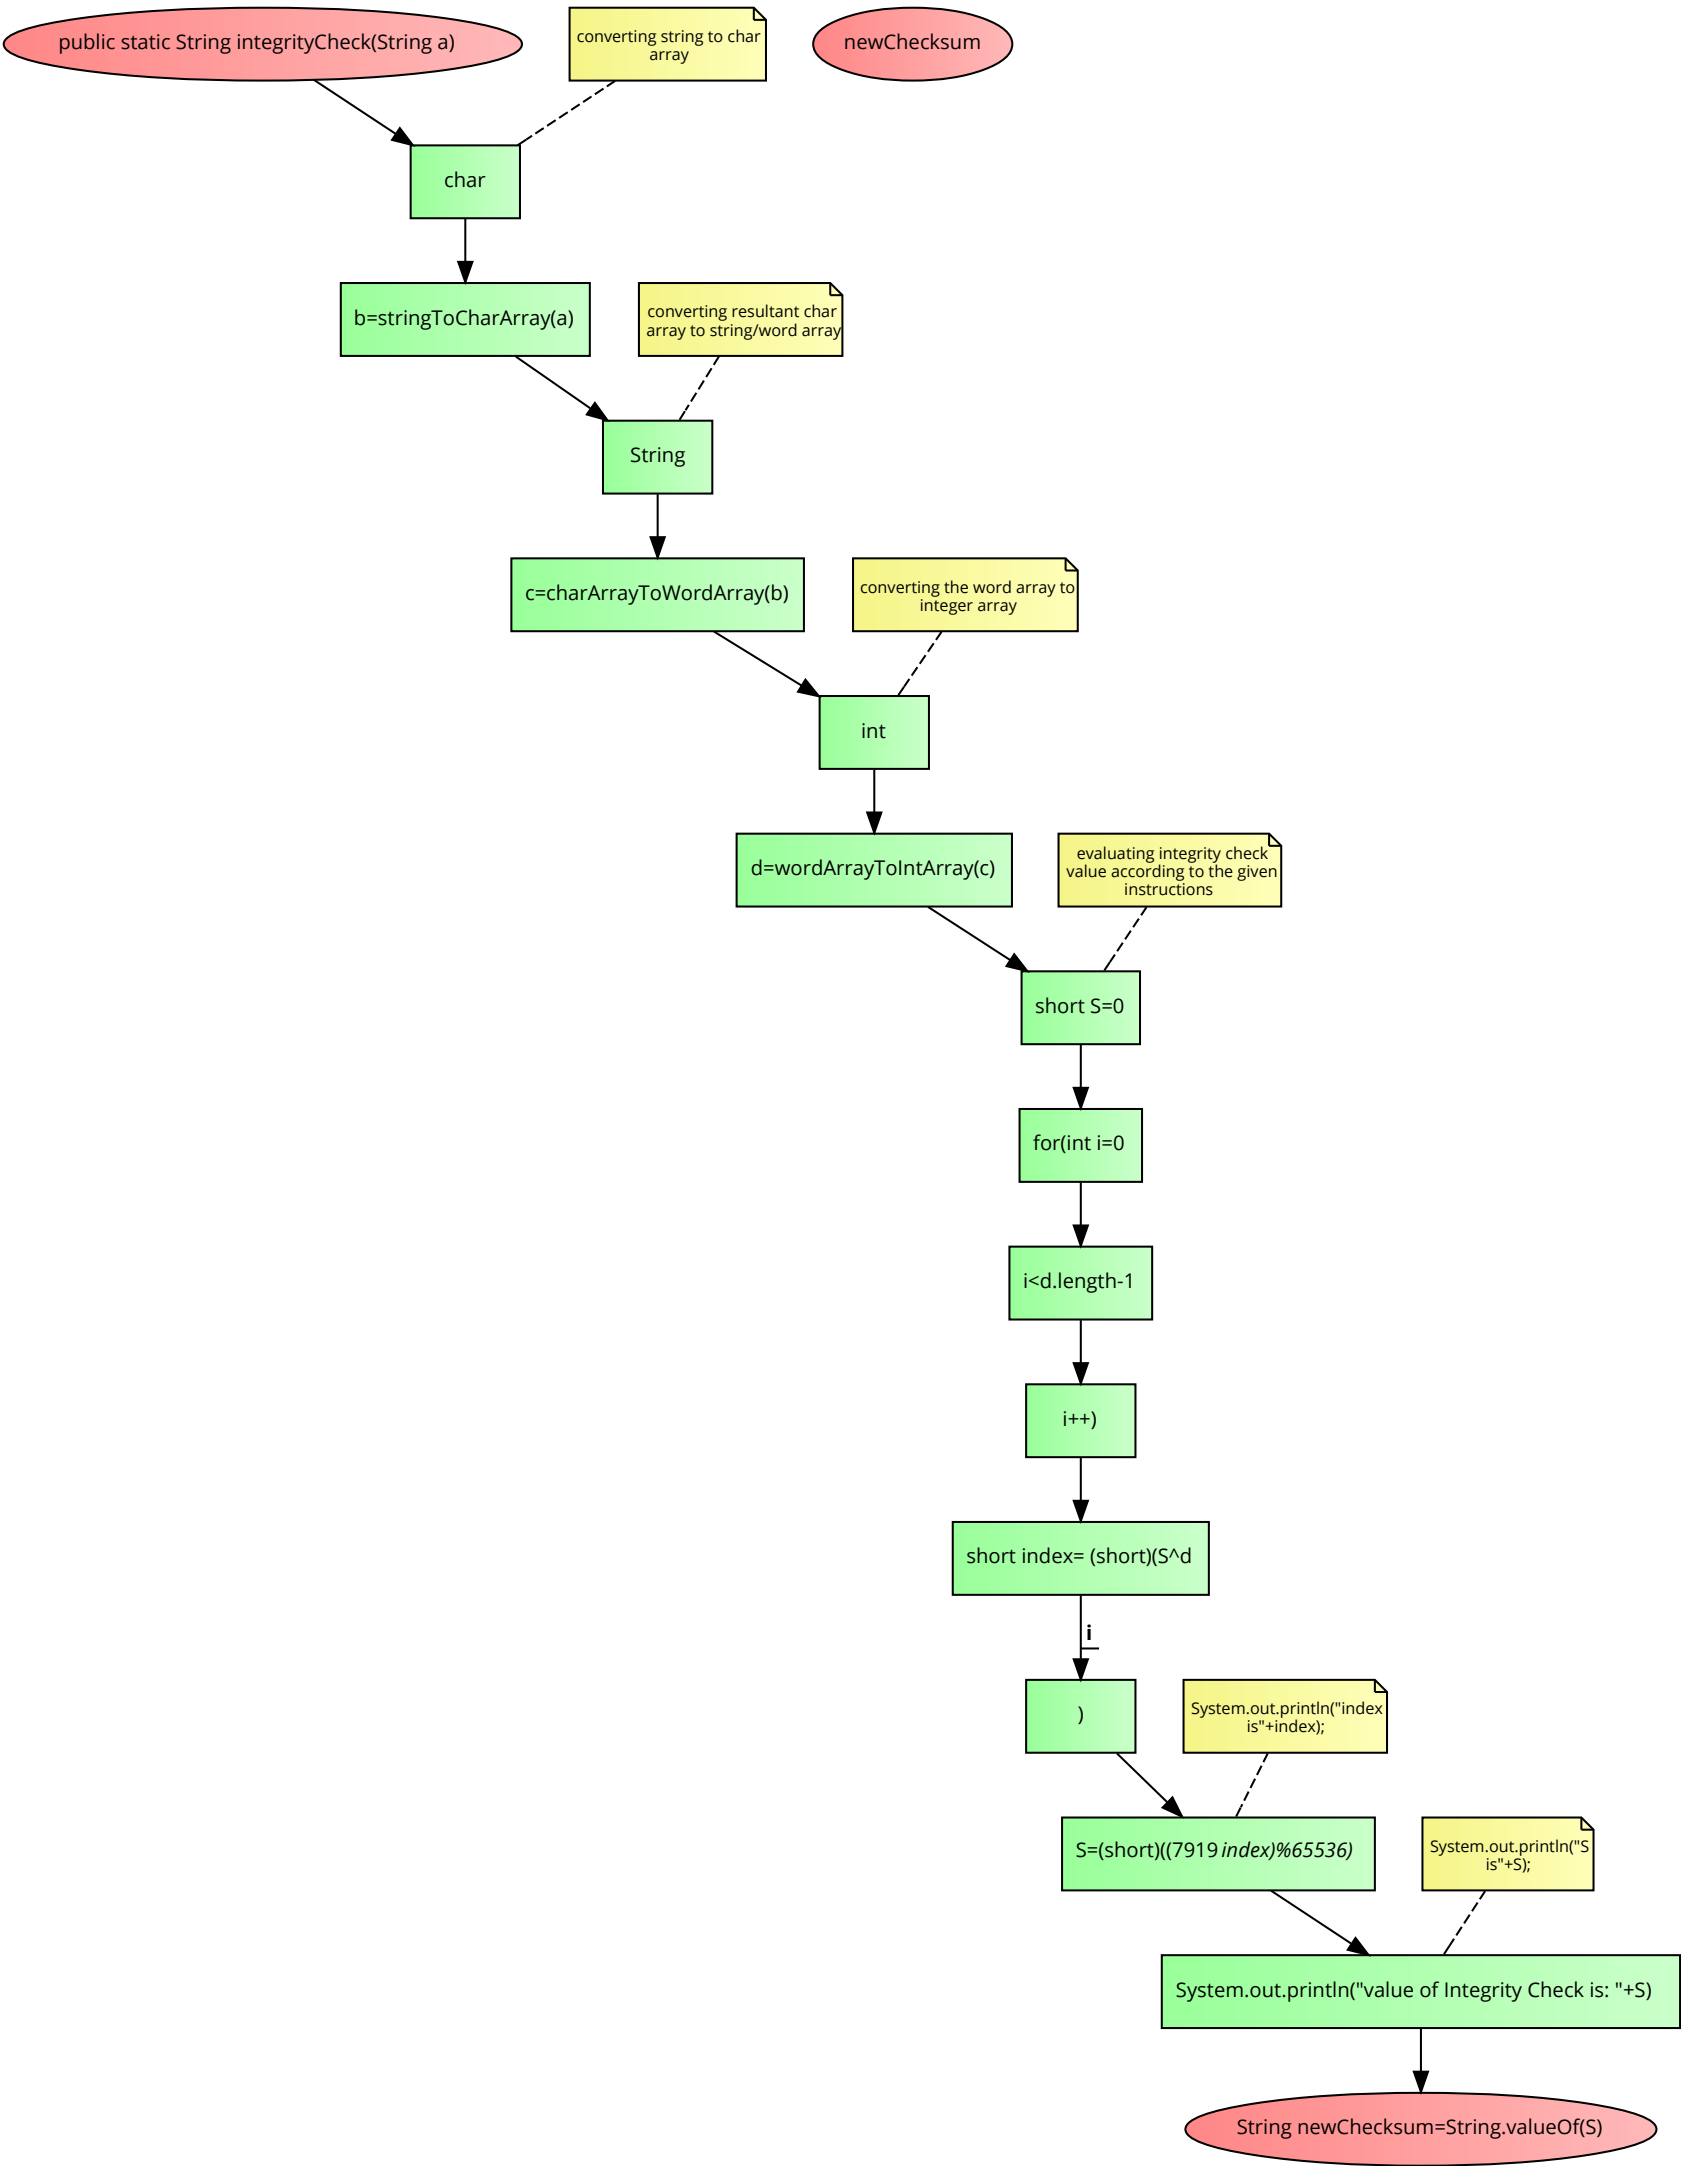 public static String integrityCheck(String a)
converting string to char
array
newChecksum
char
b=stringToCharArray(a)
converting resultant char
array to string/word array
String
c=charArrayToWordArray(b)
converting the word array to
integer array
int
d=wordArrayToIntArray(c)
evaluating integrity check
value according to the given
instructions
short S=0
for(int i=0
i<d.length-1
i++)
short index= (short)(S^d
i
)
System.out.println("index
is"+index);
S=(short)((7919 index)%65536)
System.out.println("S
is"+S);
System.out.println("value of Integrity Check is: "+S)
String newChecksum=String.valueOf(S)